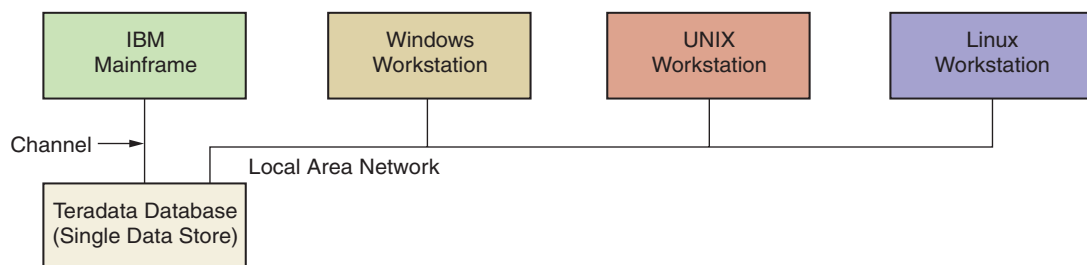 IBM
Mainframe
Windows
Workstation
UNIX
Workstation
Linux
Workstation
Channel
Local Area Network
Teradata Database
(Single Data Store)